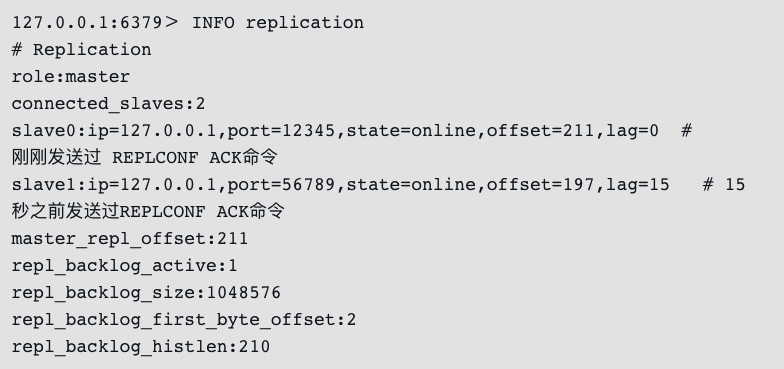 127.0.0.1:6379＞ INFO replication
# Replication
role:master
connected_slaves:2
slave0:ip=127.0.0.1,port=12345,state=online,offset=211,lag=0  #
刚刚发送过 REPLCONF ACK命令
slave1:ip=127.0.0.1,port=56789,state=online,offset=197,lag=15   # 15
秒之前发送过REPLCONF ACK命令
master_repl_offset:211
repl_backlog_active:1
repl_backlog_size:1048576
repl_backlog_first_byte_offset:2
repl_backlog_histlen:210